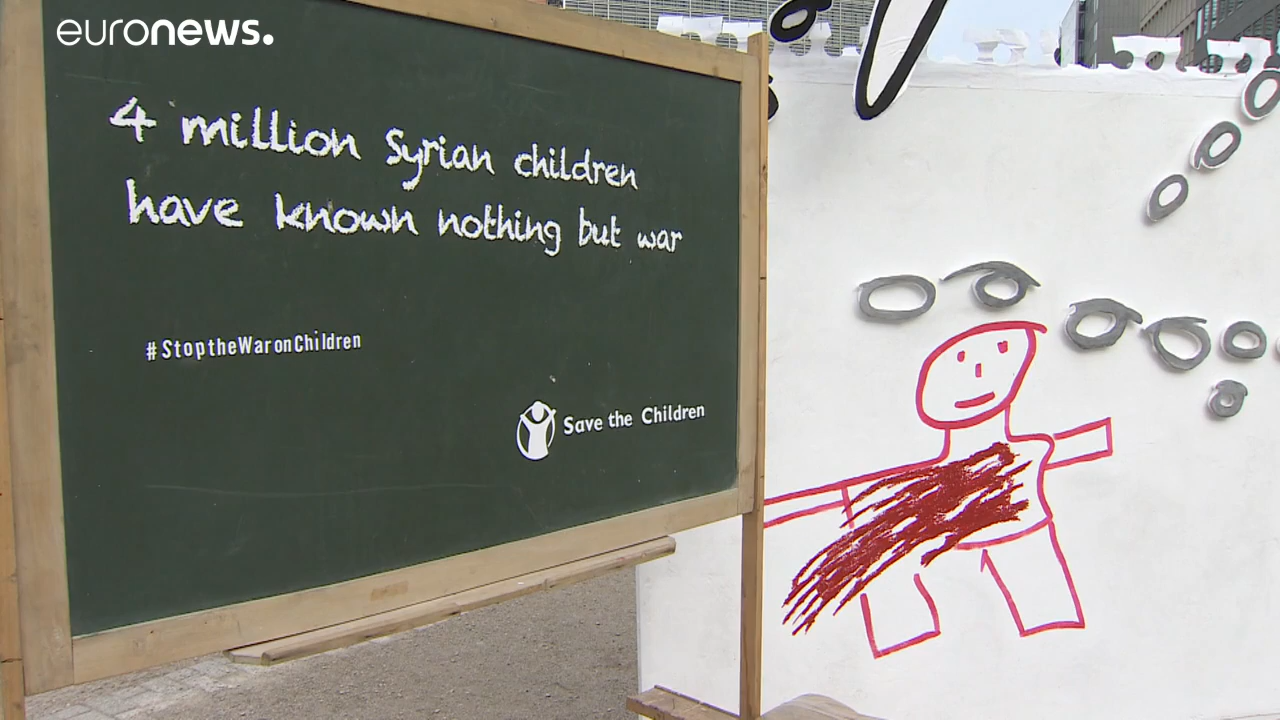 euronews.
4 million Syrian children
have known nothing but war
#StoptheWaronChildren
Save the Children